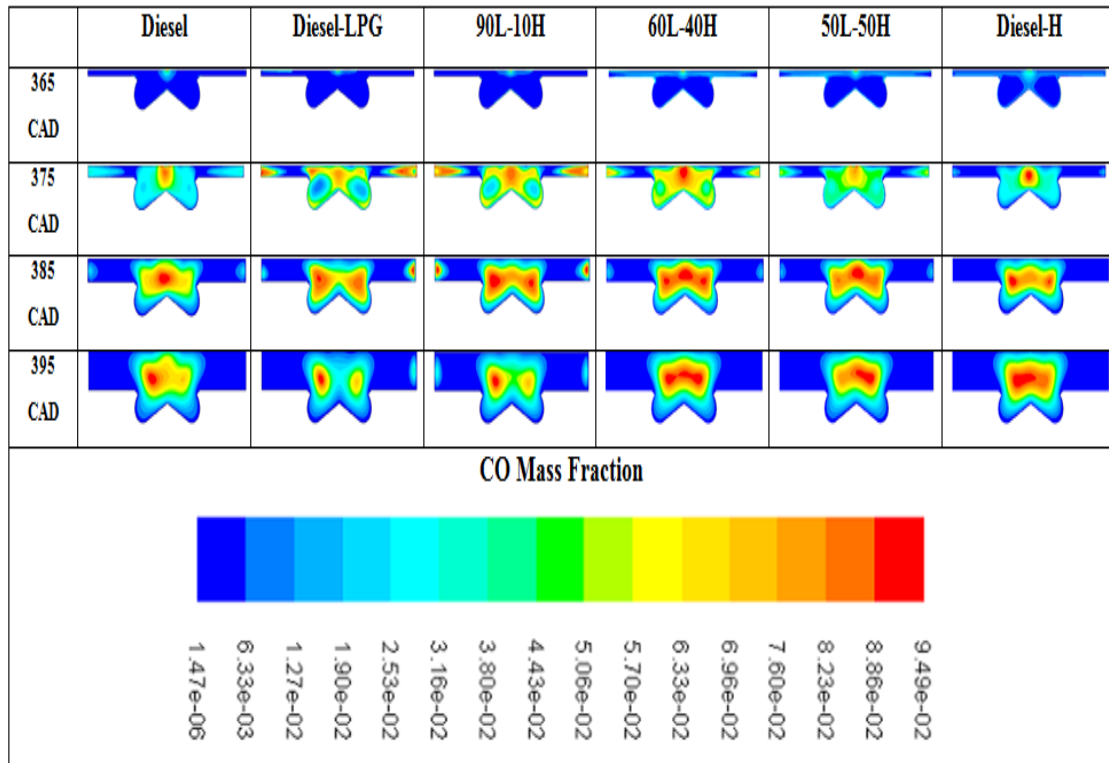 Diesel Diesel-LPG 90L-10H 60L-40H 50L-50H Diesel-H
365
CAD
375
CAD
385
CAD
395
CAD
CO Mass Fraction
1.47e-06
6.33e-03
1.27e-02
1.90e-02
2.53e-02
3.16e-02
3.80e-02
4.43e-02
5.06e-02
5.70e-02
6.33e-02
6.96e-02
7.60e-02
8.23e-02
8.86e-02
9.49e-02